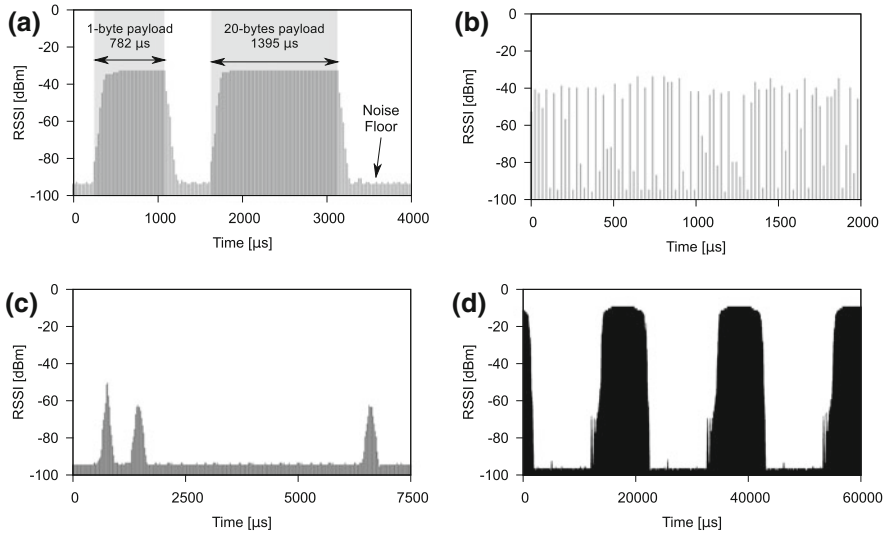 (a)
0
-20
-40
-60
-80
-100
RSSI [dBm]
1-byte payload
782 µs
20-bytes payload
1395 µs
Noise
Floor
0 1000 2000 3000 4000
Time [µs]
(b)
0
-20
-40
-60
-80
-100
RSSI [dBm]
0 500 1000 1500 2000
Time [µs]
(c)
0
-20
-40
-60
-80
-100
RSSI [dBm]
0 2500 5000 7500
Time [µs]
(d)
0
-20
-40
-60
-80
-100
RSSI [dBm]
0 20000 40000 60000
Time [µs]